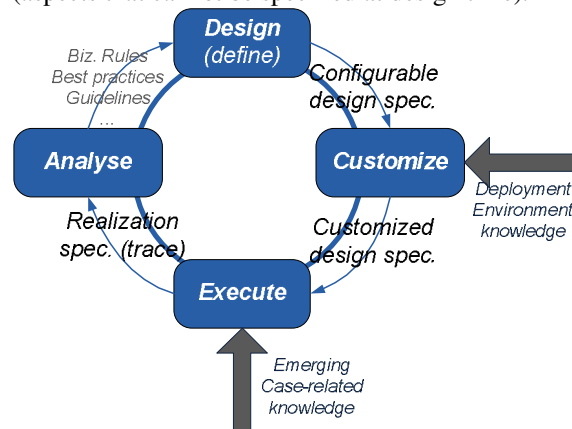 Design
(define)
Biz. Rules
Best practices
Guidelines
...
Configurable
design spec.
Analyse
Customize
Deployment
Environment
knowledge
Realization
spec. (trace)
Customized
design spec.
Execute
Emerging
Case-related
knowledge